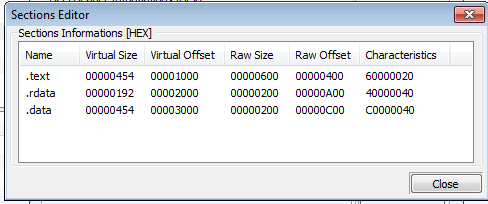 Sections Editor
Sections Informations [HEX]
Name Virtual Size Virtual Offset Raw Size Raw Offset Characteristics
.text 00000454 00001000 00000600 00000400 60000020
.rdata 00000192 00002000 00000200 00000A00 40000040
.data 00000454 00003000 00000200 00000C00 C0000040
Close